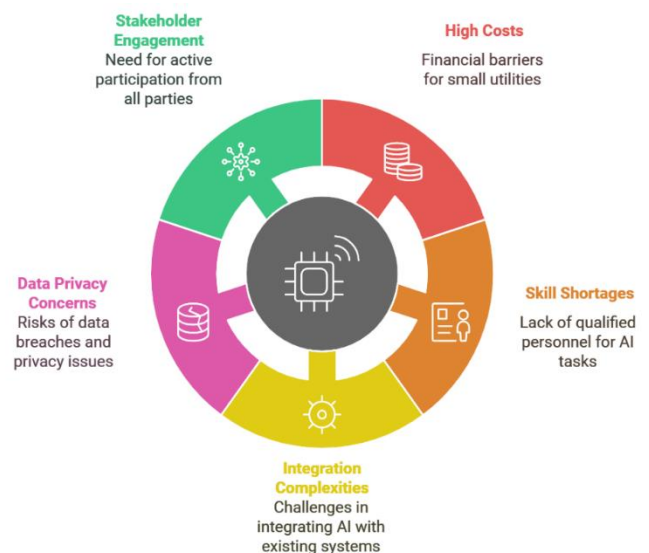 Stakeholder
Engagement
Need for active
participation from
all parties
High Costs
Financial barriers
for small utilities
Data Privacy
Concerns
Risks of data
breaches and
privacy issues
Skill Shortages
Lack of qualified
personnel for AI
tasks
Integration
Complexities
Challenges in
integrating AI with
existing systems